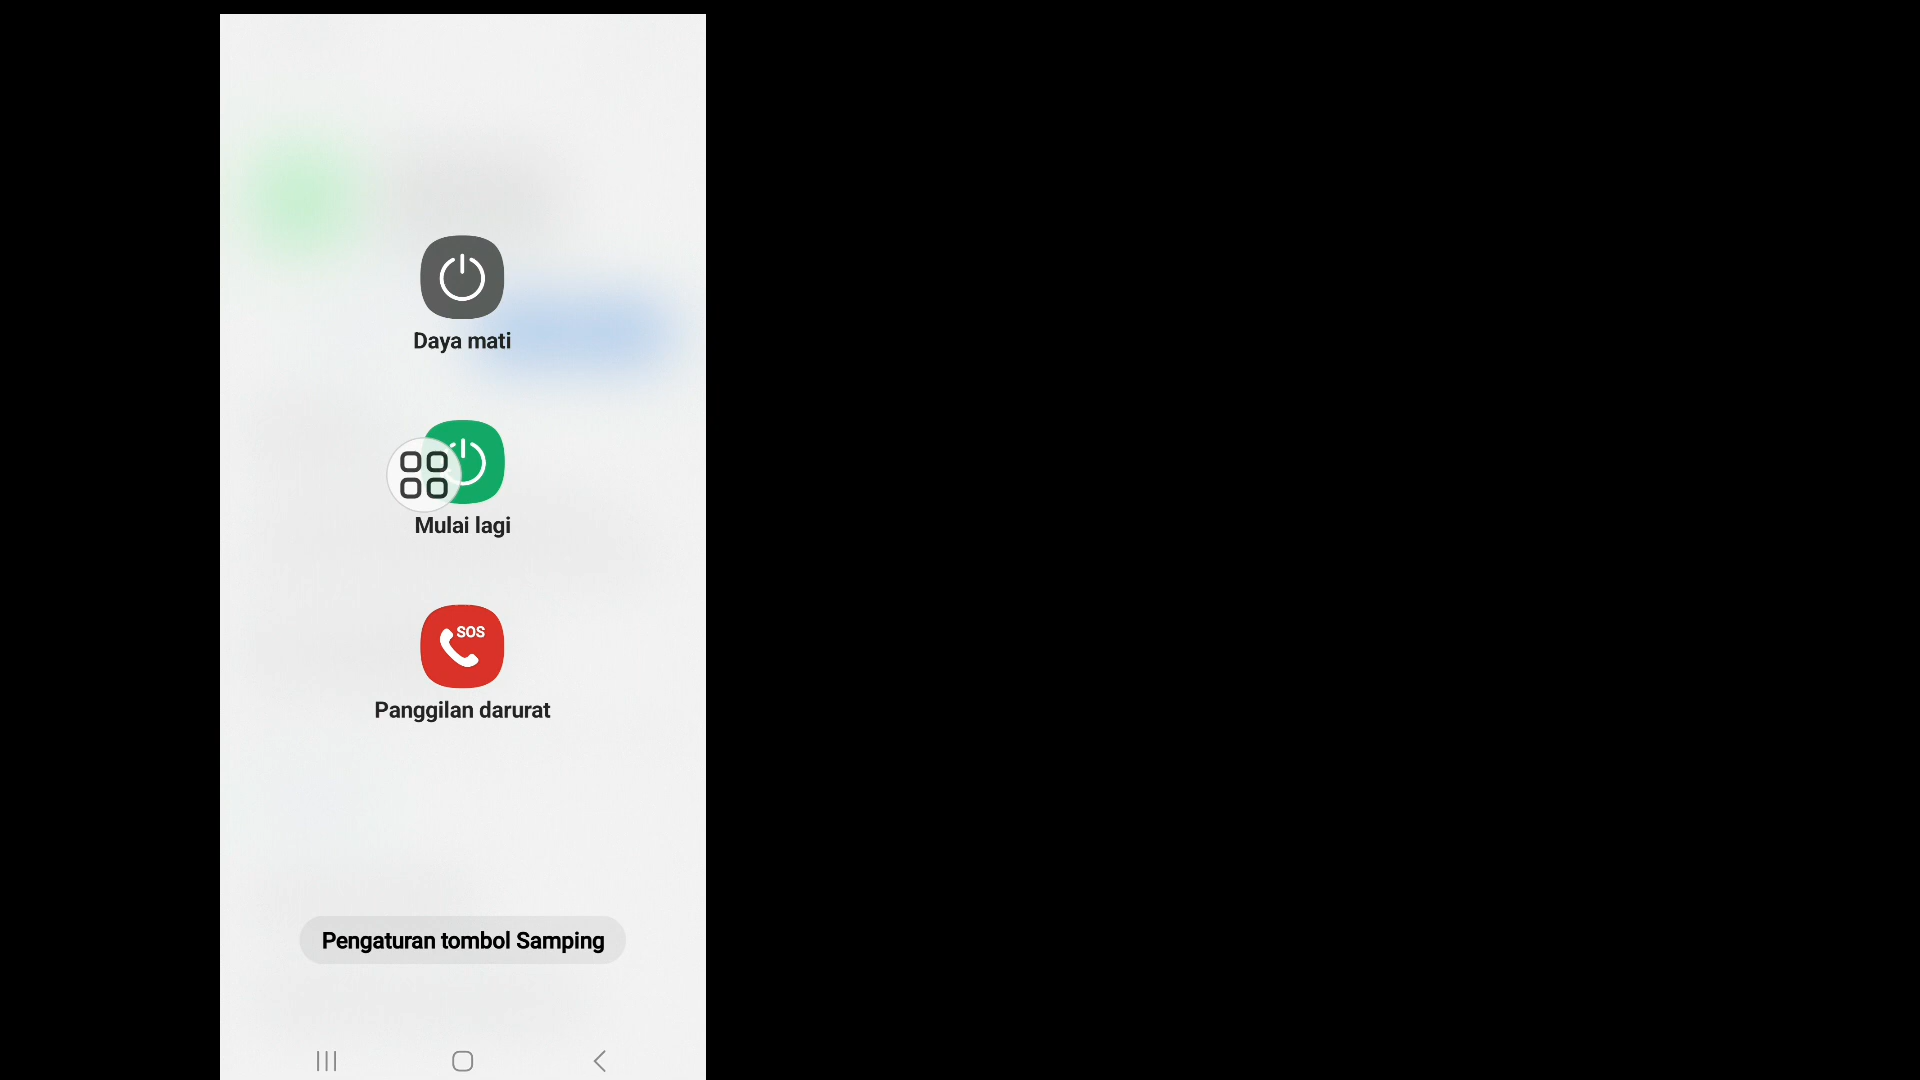 Daya mati
Mulai lagi
SOS
Panggilan darurat
Pengaturan tombol Samping